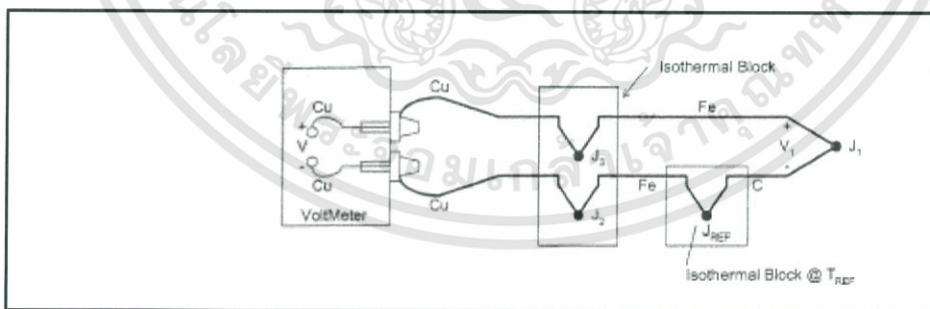 Isothermal Block
Cu
Fe
Cu
+
V
-
Cu
VoltMeter
Cu
J3
+
V1
-
J1
Fe
C
J2
JREF
Isothermal Block @ TREF